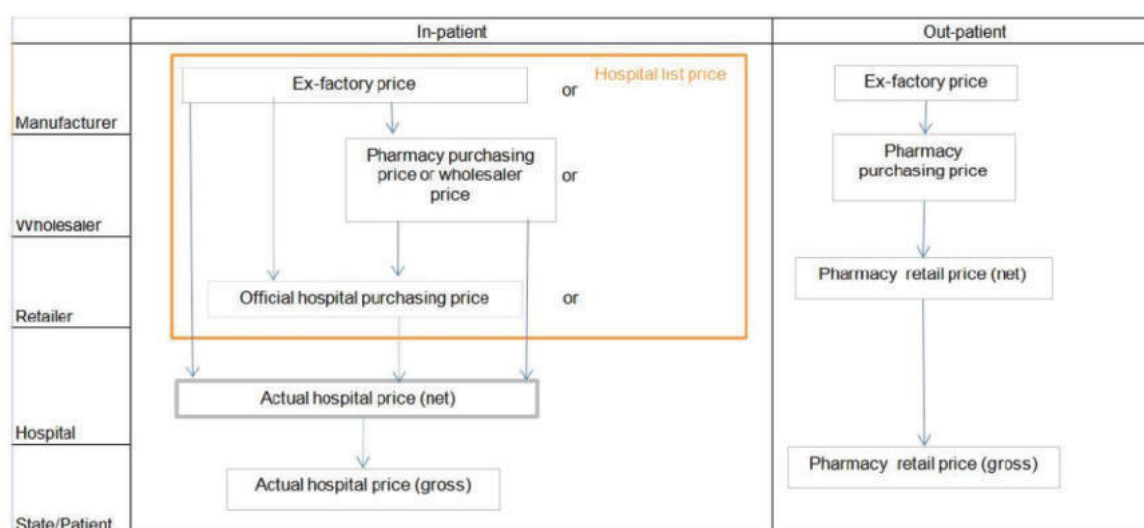 In-patient
Out-patient
Hospital list price
Ex-factory price
or
Ex-factory price
Manufacturer
Pharmacy purchasing
price or wholesaler
price
or
Pharmacy
purchasing price
Wholesaler
Official hospital purchasing price
or
Pharmacy retail price (net)
Retailer
Actual hospital price (net)
Hospital
Actual hospital price (gross)
Pharmacy retail price (gross)
State/Patient